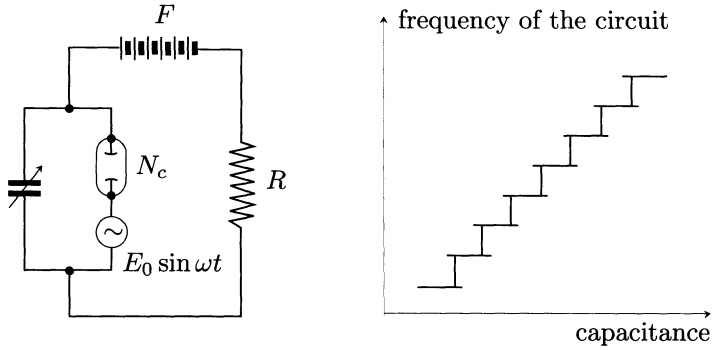 F
N_c
R
E_0 sin ωt
frequency of the circuit
capacitance